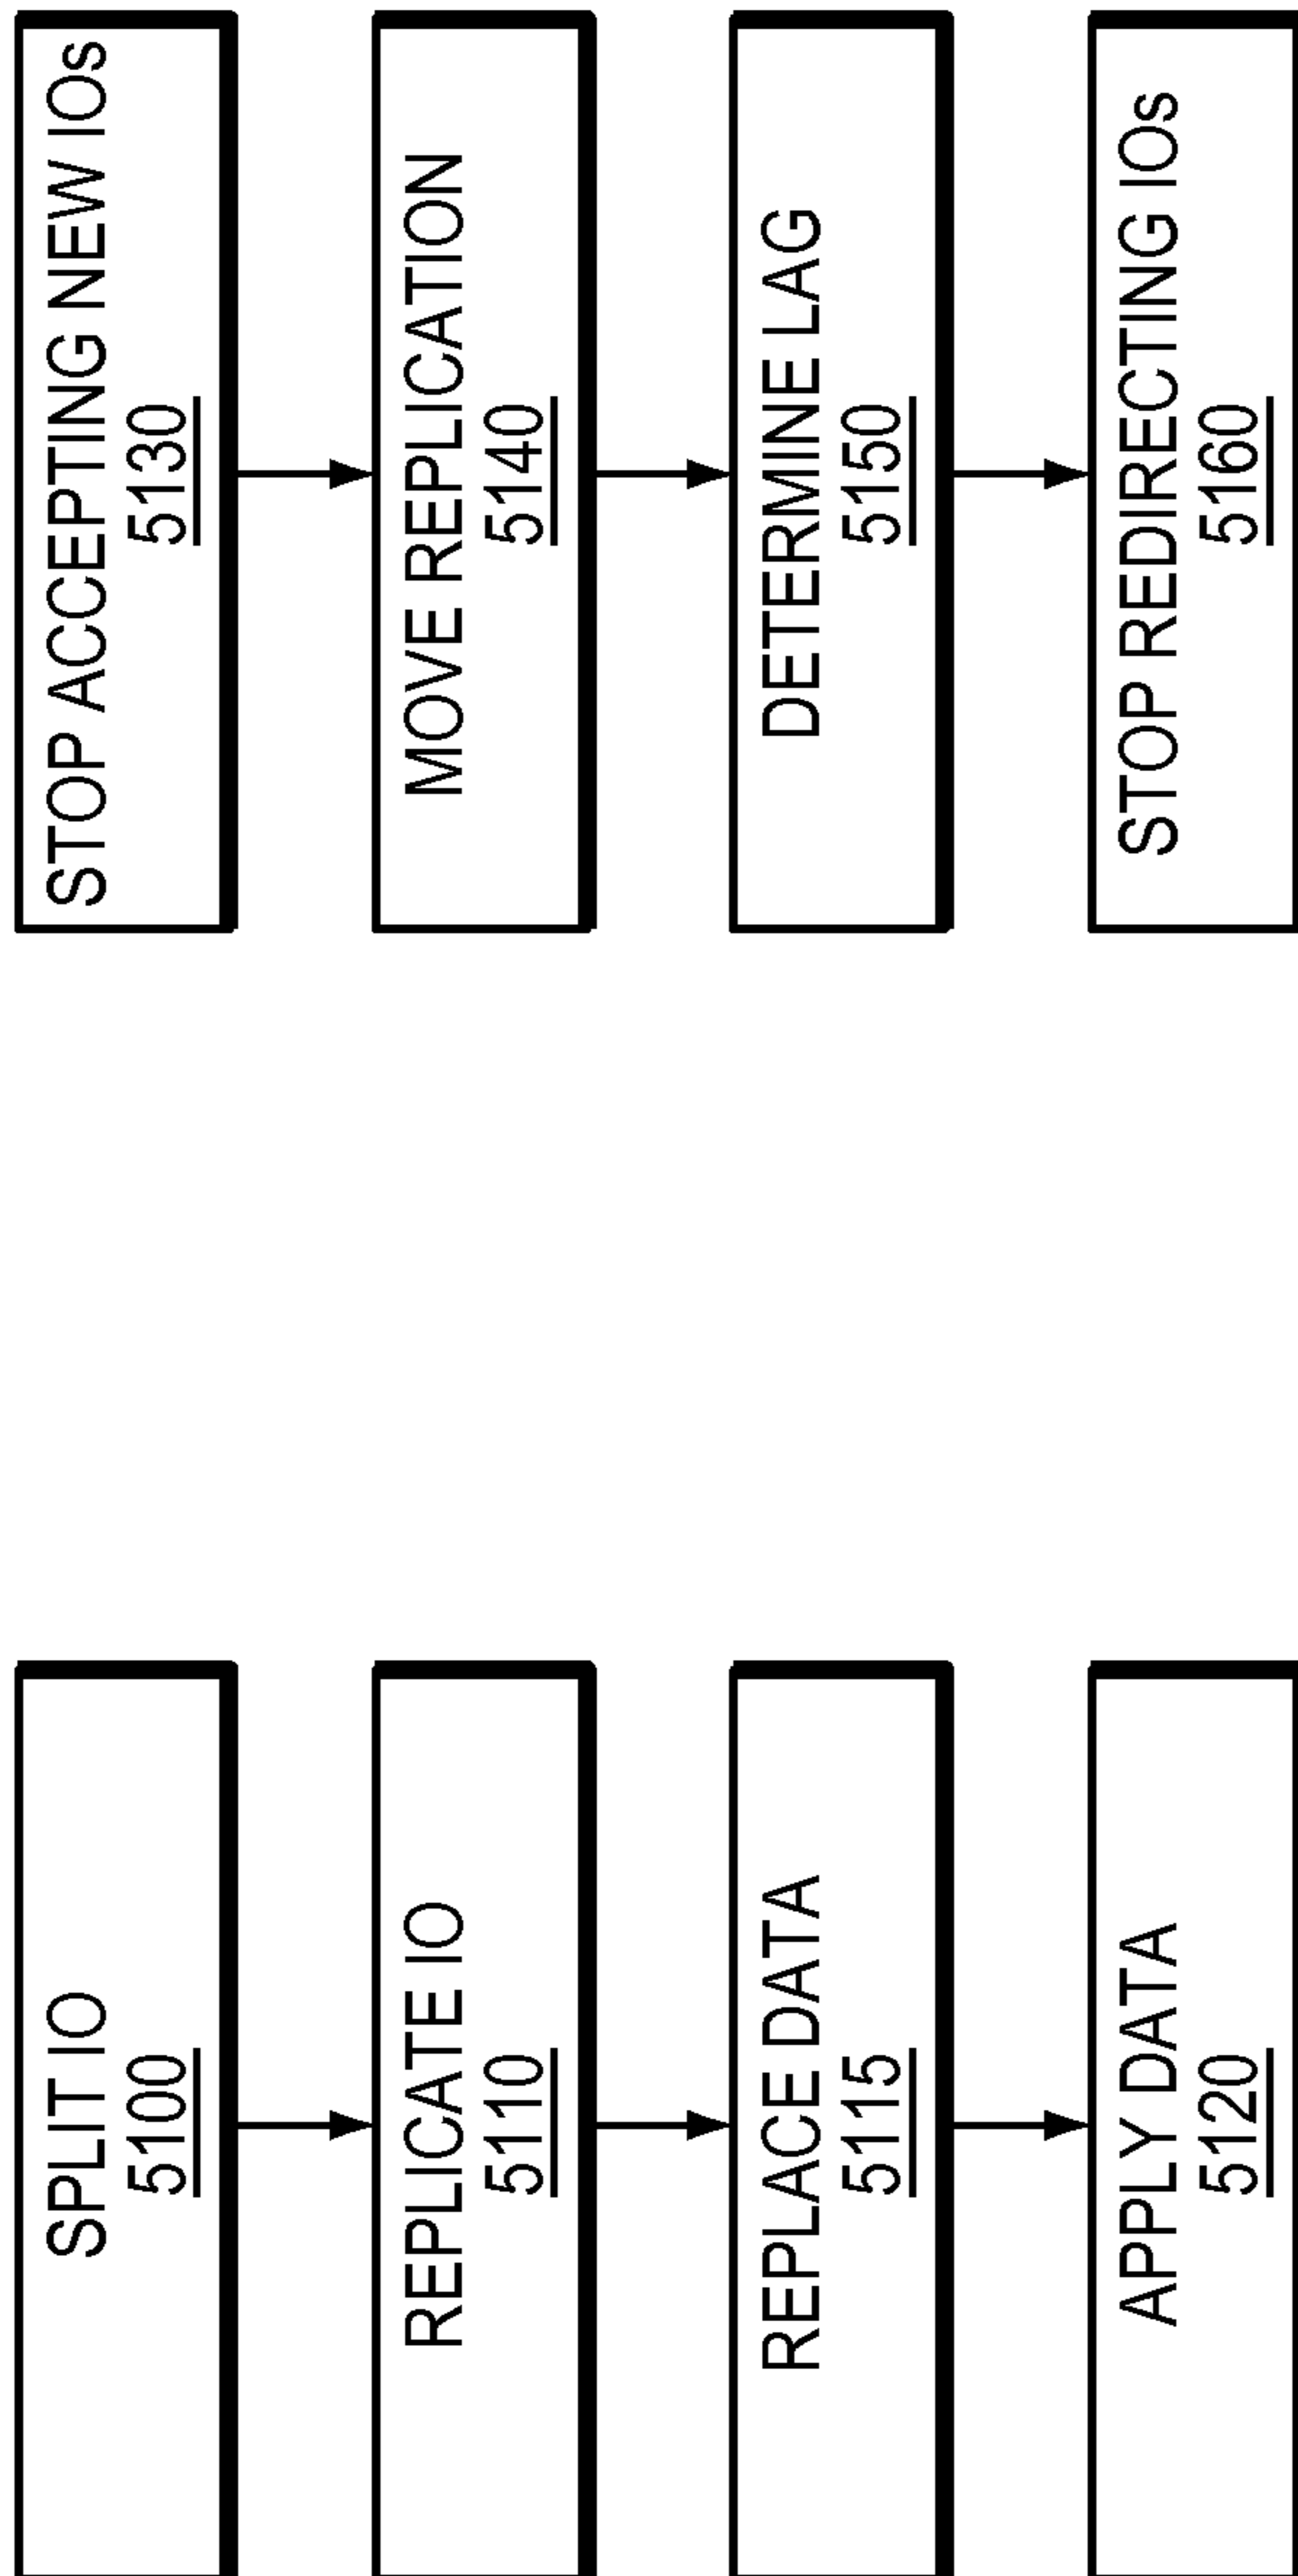 SPLIT IO
5100
REPLICATE IO
5110
REPLACE DATA
5115
APPLY DATA
5120
STOP ACCEPTING NEW IOs
5130
MOVE REPLICATION
5140
DETERMINE LAG
5150
STOP REDIRECTING IOs
5160